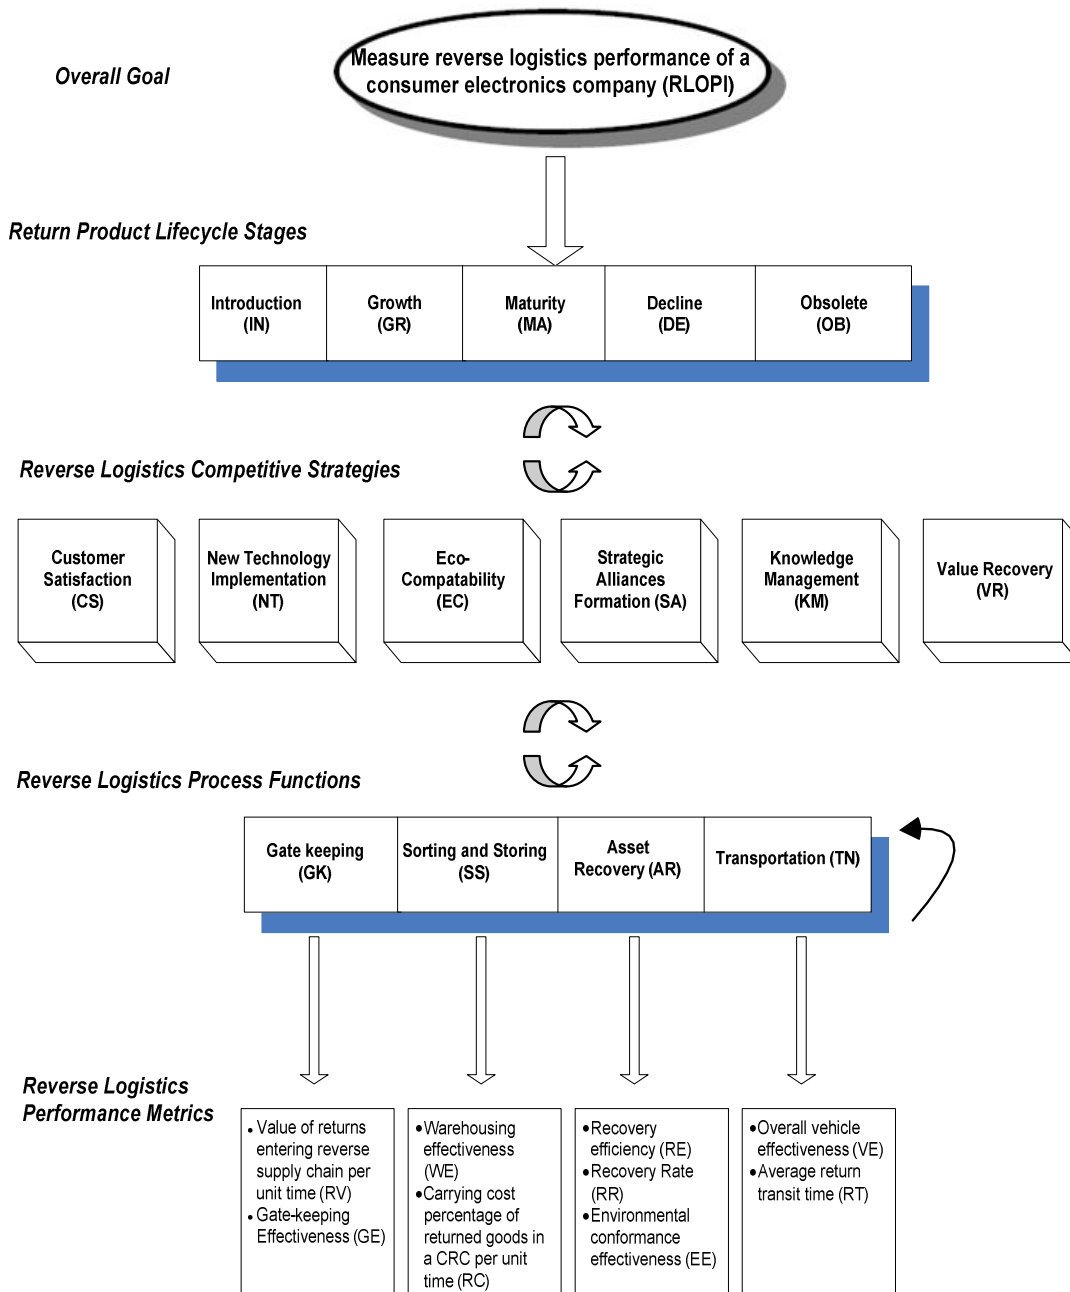 Overall Goal
Measure reverse logistics performance of a
consumer electronics company (RLOPI)
Return Product Lifecycle Stages
Introduction
(IN)
Growth
(GR)
Maturity
(MA)
Decline
(DE)
Obsolete
(OB)
Reverse Logistics Competitive Strategies
Customer
Satisfaction
(CS)
New Technology
Implementation
(NT)
Eco-
Compatability
(EC)
Strategic
Alliances
Formation (SA)
Knowledge
Management
(KM)
Value Recovery
(VR)
Reverse Logistics Process Functions
Gate keeping
(GK)
Sorting and Storing
(SS)
Asset
Recovery (AR)
Transportation (TN)
Reverse Logistics
Performance Metrics
• Value of returns
entering reverse
supply chain per
unit time (RV)
• Gate-keeping
Effectiveness (GE)
•Warehousing
effectiveness
(WE)
•Carrying cost
percentage of
returned goods in
a CRC per unit
time (RC)
•Recovery
efficiency (RE)
•Recovery Rate
(RR)
•Environmental
conformance
effectiveness (EE)
•Overall vehicle
effectiveness (VE)
•Average return
transit time (RT)